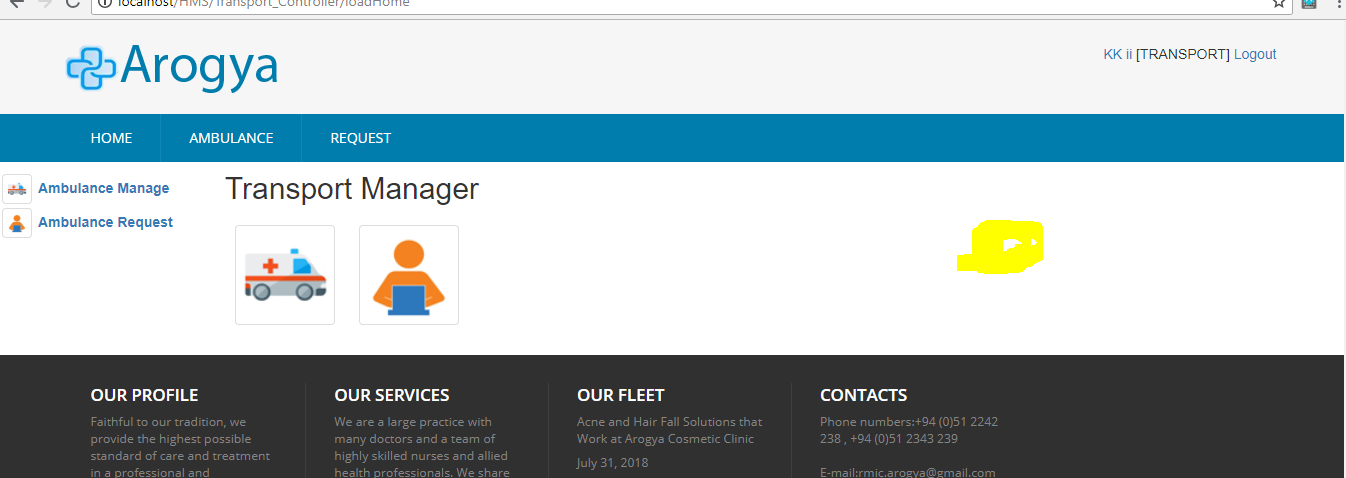 localhost/HMS/Transport_Controller/loadHome
Arogya
KK ii [TRANSPORT] Logout
HOME
AMBULANCE
REQUEST
Ambulance Manage
Ambulance Request
Transport Manager
OUR PROFILE
Faithful to our tradition, we
provide the highest possible
standard of care and treatment
in a professional and
OUR SERVICES
We are a large practice with
many doctors and a team of
highly skilled nurses and allied
health professionals. We share
OUR FLEET
Acne and Hair Fall Solutions that
Work at Arogya Cosmetic Clinic
July 31, 2018
CONTACTS
Phone numbers:+94 (0)51 2242
238 , +94 (0)51 2343 239
E-mail:rmic.arogya@gmail.com